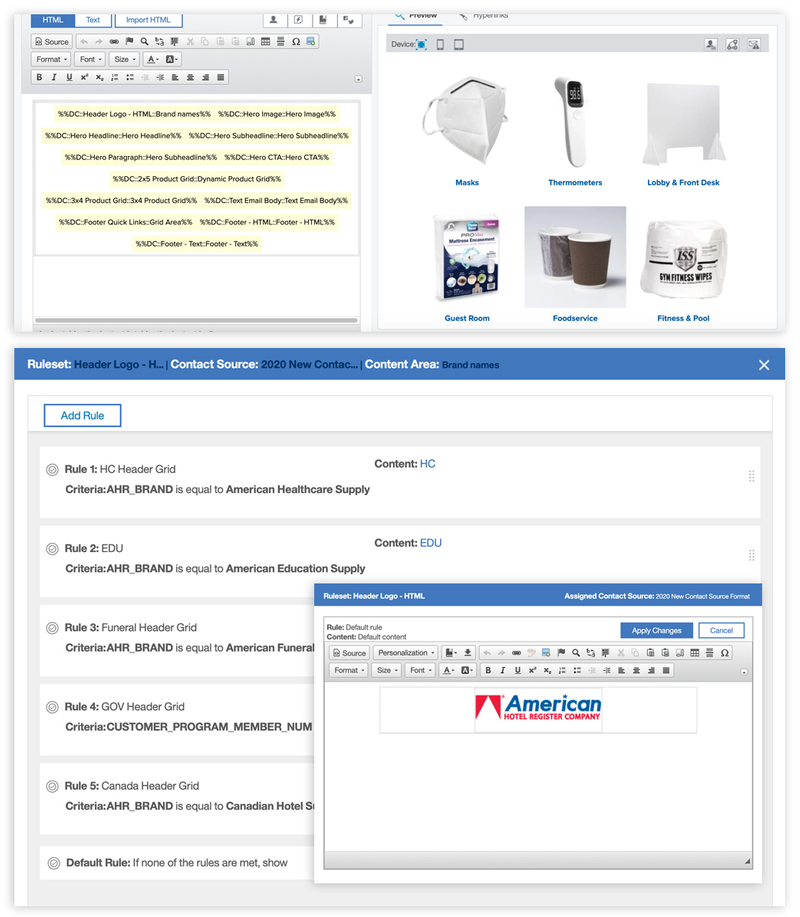 HTML Text Import HTML
Preview Hyperlinks
Source
Format Font Size A A
B I U x² x₂
Device:
%%DC::Header Logo - HTML::Brand names%% %%DC::Hero Image::Hero Image%%
%%DC::Hero Headline::Hero Headline%% %%DC::Hero Subheadline::Hero Subheadline%%
%%DC::Hero Paragraph::Hero Subheadline%% %%DC::Hero CTA::Hero CTA%%
%%DC::2x5 Product Grid::Dynamic Product Grid%%
%%DC::3x4 Product Grid::3x4 Product Grid%% %%DC::Text Email Body::Text Email Body%%
%%DC::Footer Quick Links::Grid Area%% %%DC::Footer - HTML::Footer - HTML%%
%%DC::Footer - Text::Footer - Text%%
98.6
Masks Thermometers Lobby & Front Desk
PRO
Mattress Encasement
ISS
GYM FITNESS WIPES
Guest Room Foodservice Fitness & Pool
Ruleset: Header Logo - H... | Contact Source: 2020 New Contac... | Content Area: Brand names
Add Rule
Rule 1: HC Header Grid Content: HC
Criteria:AHR_BRAND is equal to American Healthcare Supply
Rule 2: EDU Content: EDU
Criteria:AHR_BRAND is equal to American Education Supply
Rule 3: Funeral Header Grid
Criteria:AHR_BRAND is equal to American Funeral
Rule 4: GOV Header Grid
Criteria:CUSTOMER_PROGRAM_MEMBER_NUM
Rule 5: Canada Header Grid
Criteria:AHR_BRAND is equal to Canadian Hotel Su
Default Rule: If none of the rules are met, show
Ruleset: Header Logo - HTML Assigned Contact Source: 2020 New Contact Source Format
Rule: Default rule
Content: Default content
Apply Changes Cancel
Source Personalization
Format Size Font A A B I U x² x₂
American
HOTEL REGISTER COMPANY